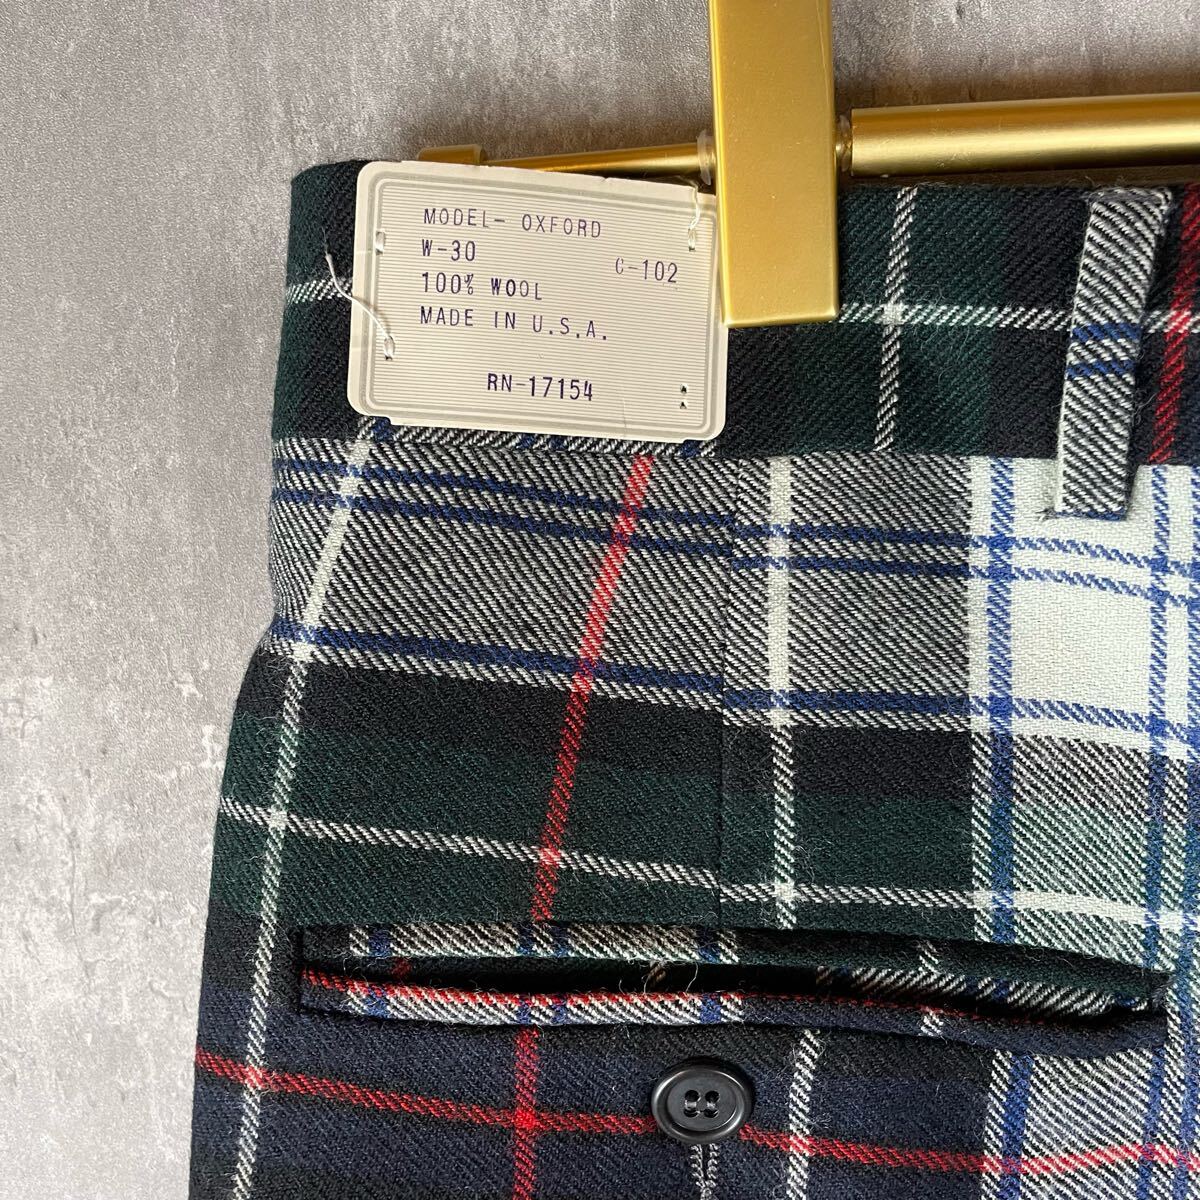 MODEL- OXFORD
W-30
C-102
100% WOOL
MADE IN U.S.A.
RN-17154